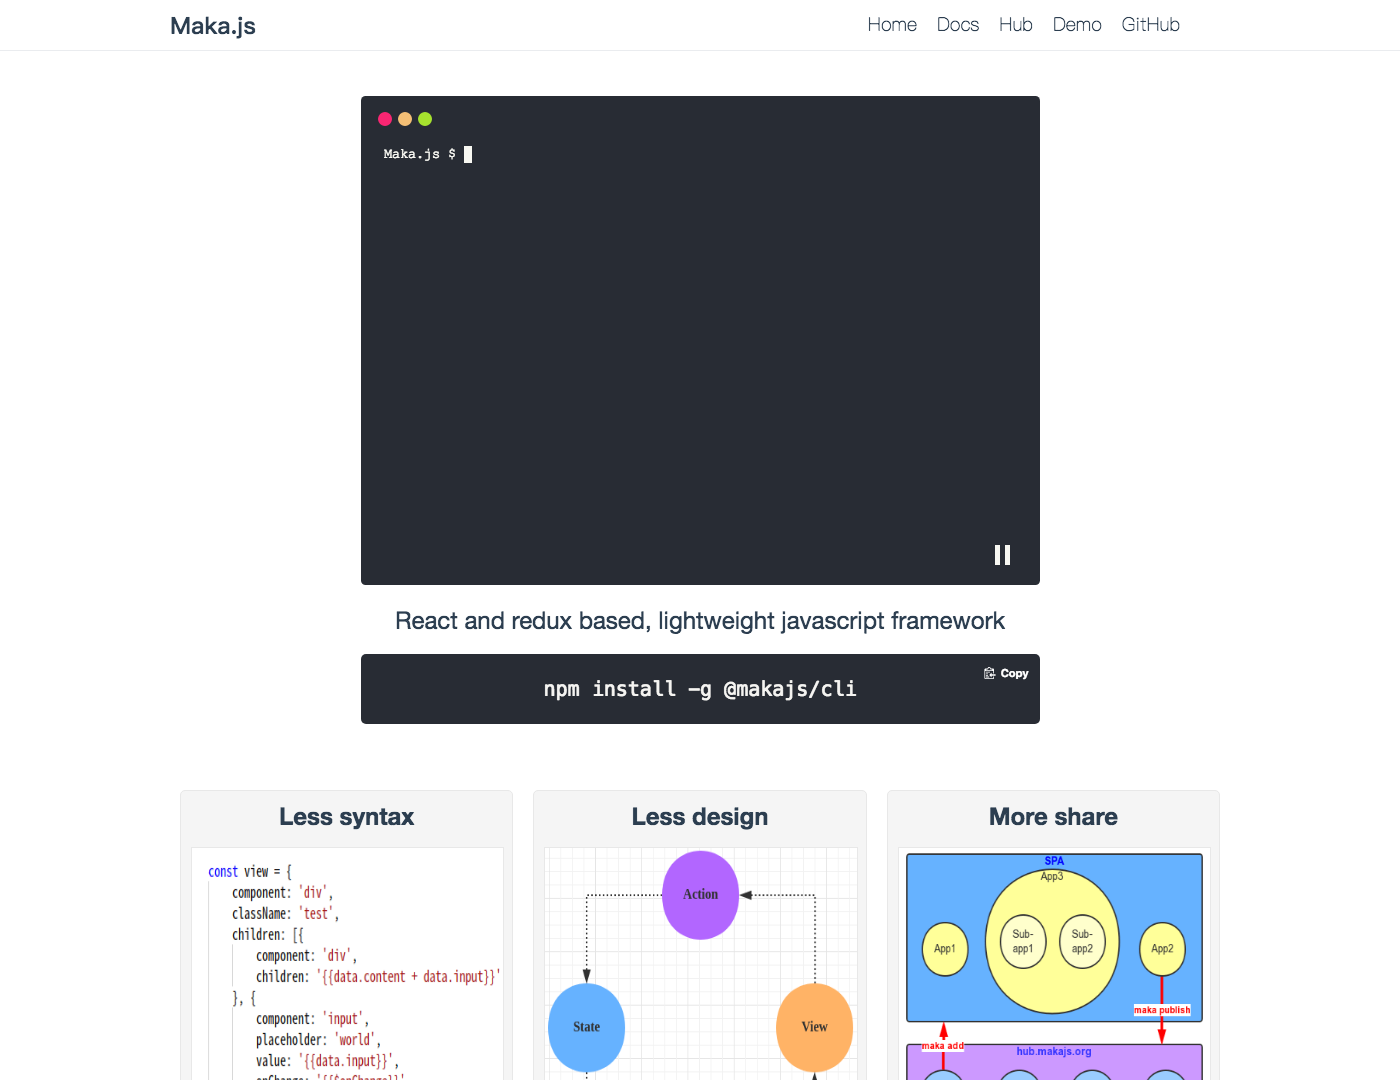 Maka.js
Home Docs Hub Demo GitHub
Maka.js $
React and redux based, lightweight javascript framework
Copy
npm install -g @makajs/cli
Less syntax
const view = {
component: 'div',
className: 'test',
children: [{
component: 'div',
children: '{{data.content + data.input}}'
}, {
component: 'input',
placeholder: 'world',
value: '{{data.input}}',
onChange: '{{$onChange}}'
Less design
Action
State
View
More share
SPA
App3
App1
Sub-
app1
Sub-
app2
App2
maka publish
maka add
hub.makajs.org